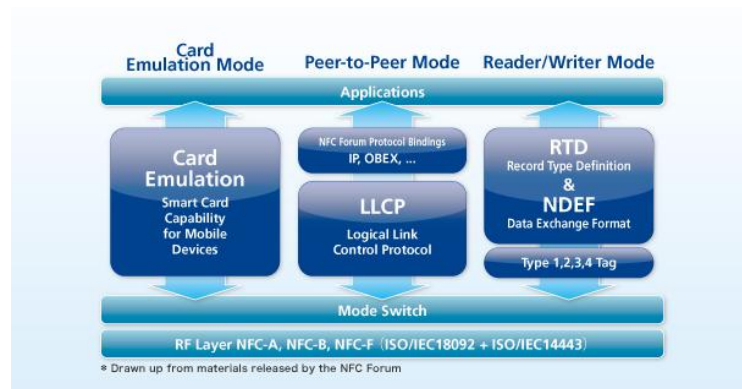 Card
Emulation Mode
Peer-to-Peer Mode
Reader/Writer Mode
Applications
Card
Emulation
Smart Card
Capability
for Mobile
Devices
NFC Forum Protocol Bindings
IP, OBEX, ...
LLCP
Logical Link
Control Protocol
RTD
Record Type Definition
&
NDEF
Data Exchange Format
Type 1,2,3,4 Tag
Mode Switch
RF Layer NFC-A, NFC-B, NFC-F (ISO/IEC18092 + ISO/IEC14443)
* Drawn up from materials released by the NFC Forum